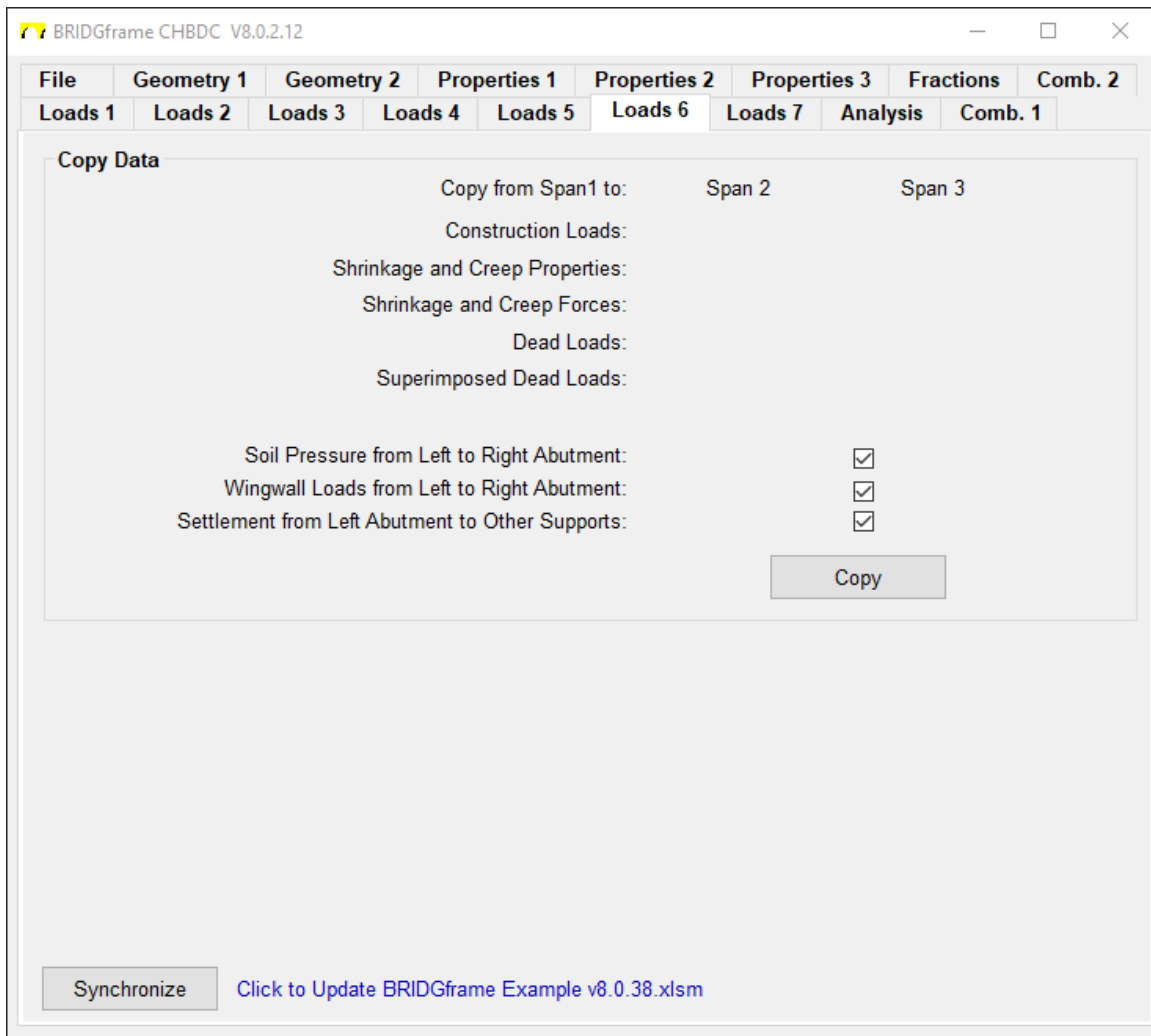 BRIDGframe CHBDC V8.0.2.12
File Geometry 1 Geometry 2 Properties 1 Properties 2 Properties 3 Fractions Comb. 2
Loads 1 Loads 2 Loads 3 Loads 4 Loads 5 Loads 6 Loads 7 Analysis Comb. 1
Copy Data
Copy from Span1 to: Span 2 Span 3
Construction Loads:
Shrinkage and Creep Properties:
Shrinkage and Creep Forces:
Dead Loads:
Superimposed Dead Loads:
Soil Pressure from Left to Right Abutment:
Wingwall Loads from Left to Right Abutment:
Settlement from Left Abutment to Other Supports:
Copy
Synchronize Click to Update BRIDGframe Example v8.0.38.xlsm